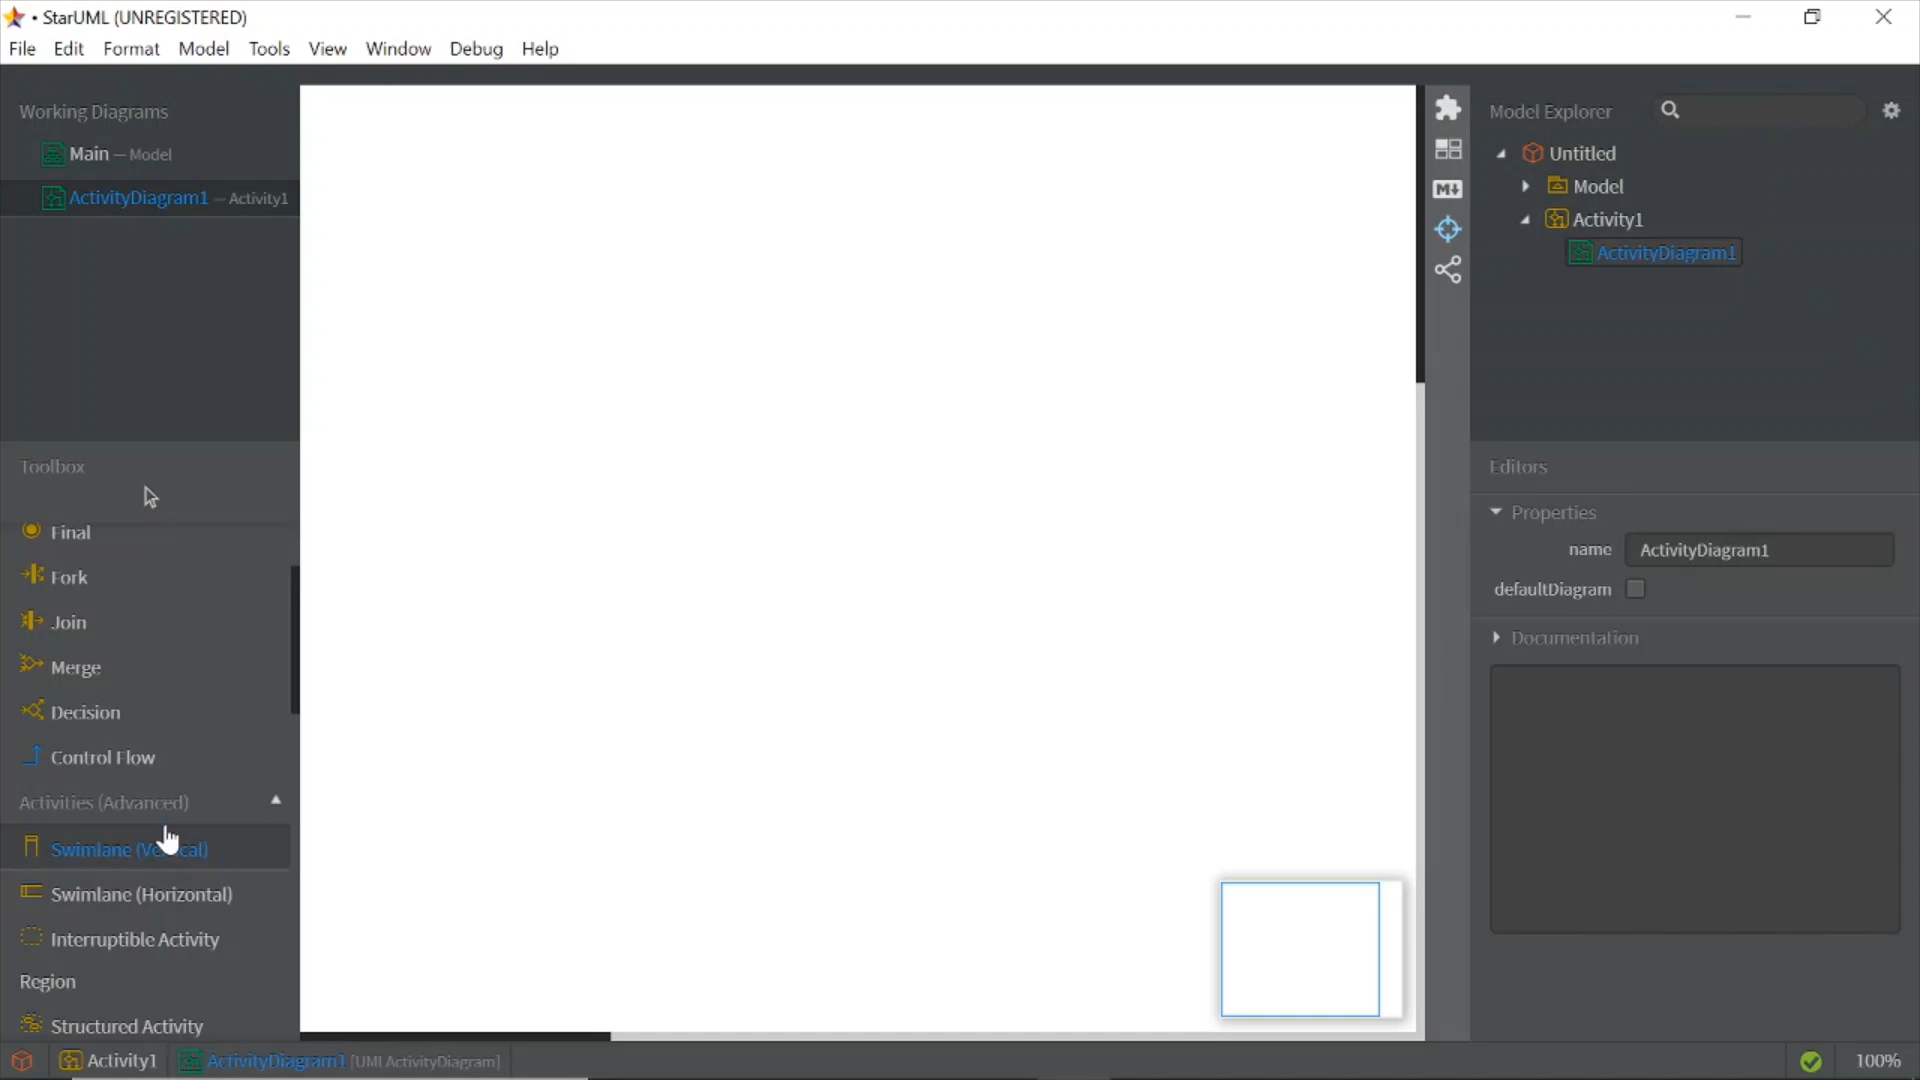 • StarUML (UNREGISTERED)
File Edit Format Model Tools View Window Debug Help
Working Diagrams
Main — Model
ActivityDiagram1 — Activity1
Toolbox
Final
Fork
Join
Merge
Decision
Control Flow
Activities (Advanced)
Swimlane (Vertical)
Swimlane (Horizontal)
Interruptible Activity
Region
Structured Activity
M
Model Explorer
Untitled
Model
Activity1
ActivityDiagram1
Editors
Properties
name ActivityDiagram1
defaultDiagram
Documentation
Activity1 ActivityDiagram1 [UMLActivityDiagram] 100%